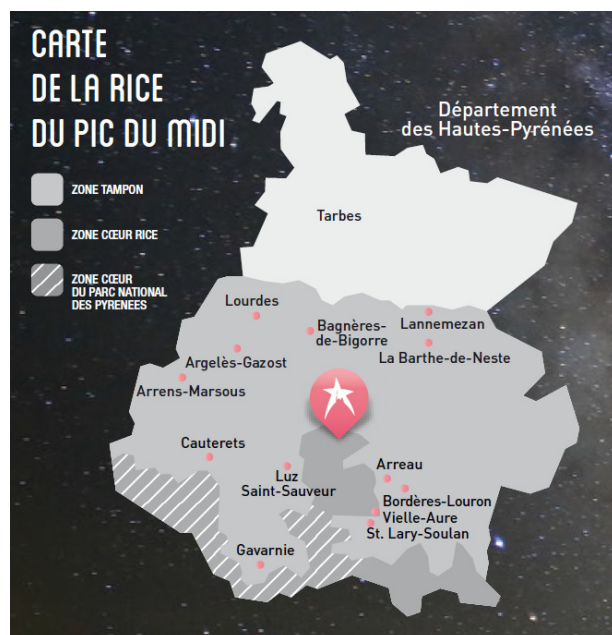 CARTE
DE LA RICE
DU PIC DU MIDI
Département
des Hautes-Pyrénées
ZONE TAMPON
ZONE CŒUR RICE
ZONE CŒUR
DU PARC NATIONAL
DES PYRENEES
Tarbes
Lourdes
Bagnères-
de-Bigorre
Lannemezan
La Barthe-de-Neste
Argelès-Gazost
Arrens-Marsous
Cauterets
Luz
Saint-Sauveur
Arreau
Bordères-Louron
Vielle-Aure
St. Lary-Soulan
Gavarnie